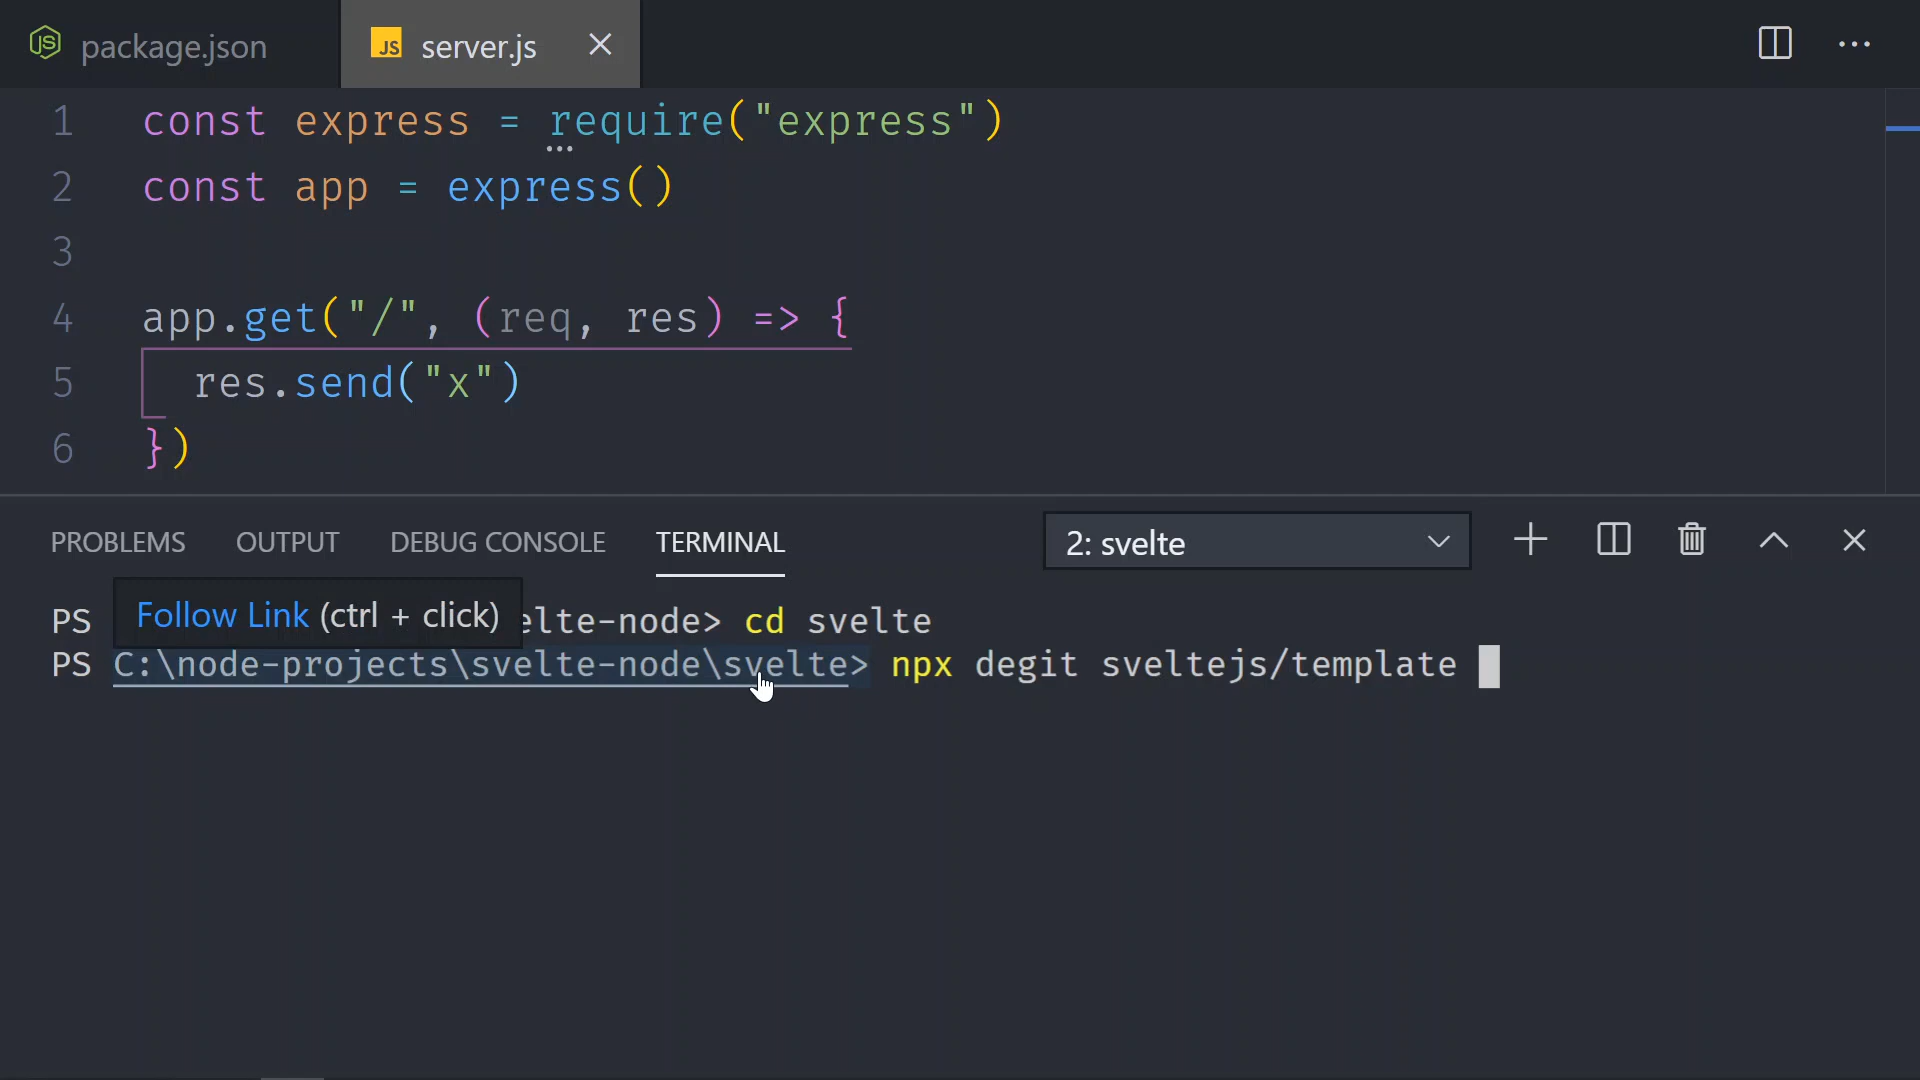 JS package.json
JS server.js
1 const express = require("express")
2 const app = express()
3
4 app.get("/", (req, res) => {
5 res.send("x")
6 })
PROBLEMS OUTPUT DEBUG CONSOLE TERMINAL 2: svelte
Follow Link (ctrl + click)
PS elte-node> cd svelte
PS C:\node-projects\svelte-node\svelte> npx degit sveltejs/template